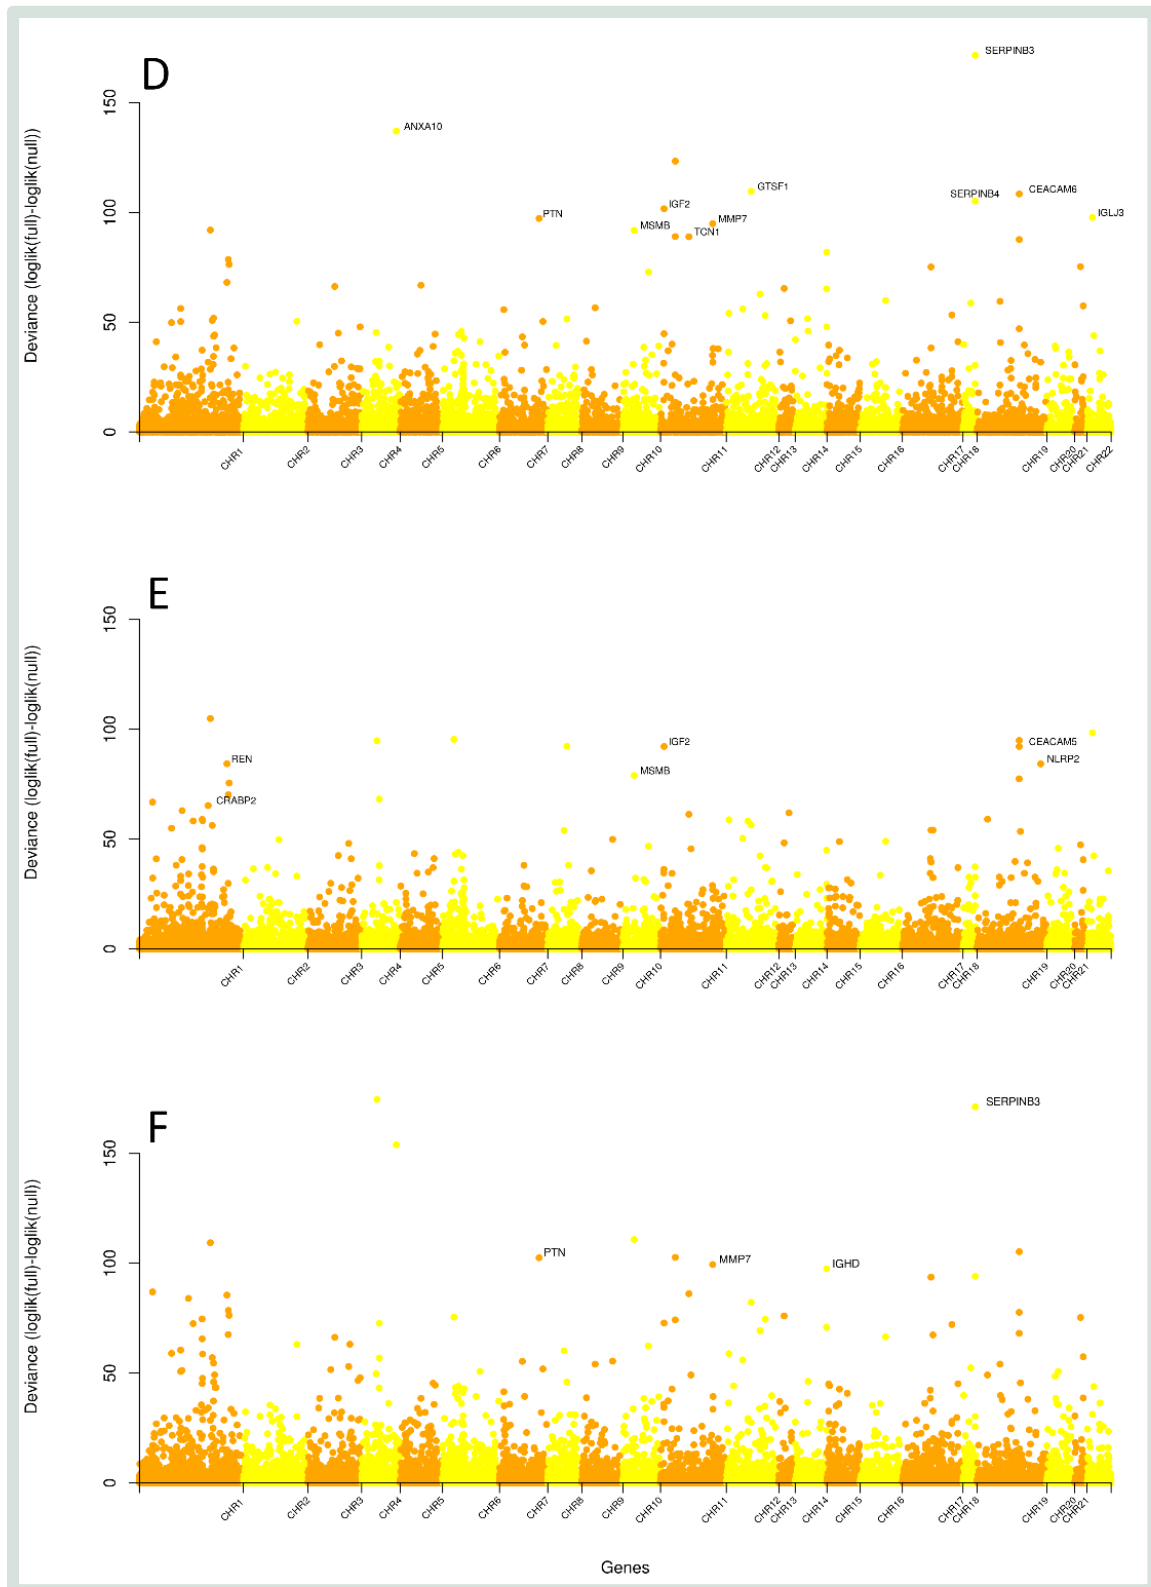 D
Deviance (loglik(full)-loglik(null))
150
100
50
0
SERPINB3
ANXA10
GTSF1
SERPINB4
CEACAM6
IGF2
PTN
MSMB
MMP7
TCN1
IGLJ3
CHR1 CHR2 CHR3 CHR4 CHR5 CHR6 CHR7 CHR8 CHR9 CHR10 CHR11 CHR12 CHR13 CHR14 CHR15 CHR16 CHR17 CHR18 CHR19 CHR20 CHR21 CHR22
E
Deviance (loglik(full)-loglik(null))
150
100
50
0
REN
CRABP2
IGF2
MSMB
CEACAM5
NLRP2
CHR1 CHR2 CHR3 CHR4 CHR5 CHR6 CHR7 CHR8 CHR9 CHR10 CHR11 CHR12 CHR13 CHR14 CHR15 CHR16 CHR17 CHR18 CHR19 CHR20 CHR21
F
Deviance (loglik(full)-loglik(null))
150
100
50
0
SERPINB3
PTN
MMP7
IGHD
CHR1 CHR2 CHR3 CHR4 CHR5 CHR6 CHR7 CHR8 CHR9 CHR10 CHR11 CHR12 CHR13 CHR14 CHR15 CHR16 CHR17 CHR18 CHR19 CHR20 CHR21
Genes